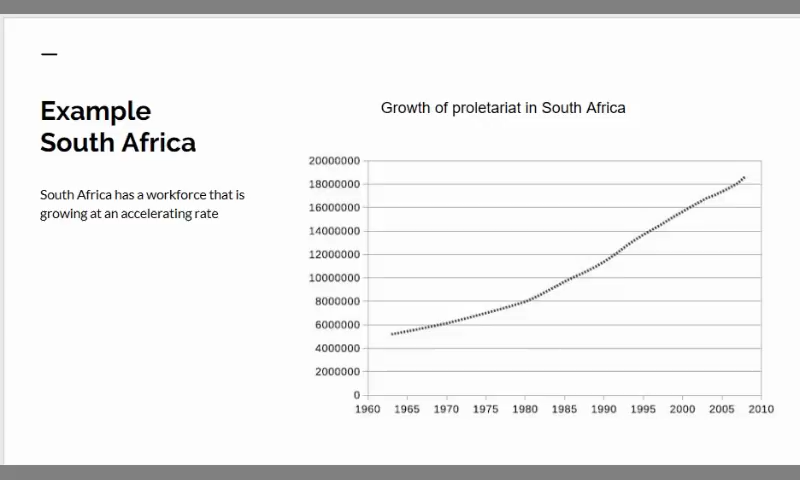 Example
South Africa
South Africa has a workforce that is
growing at an accelerating rate
Growth of proletariat in South Africa
20000000
18000000
16000000
14000000
12000000
10000000
8000000
6000000
4000000
2000000
0
1960 1965 1970 1975 1980 1985 1990 1995 2000 2005 2010